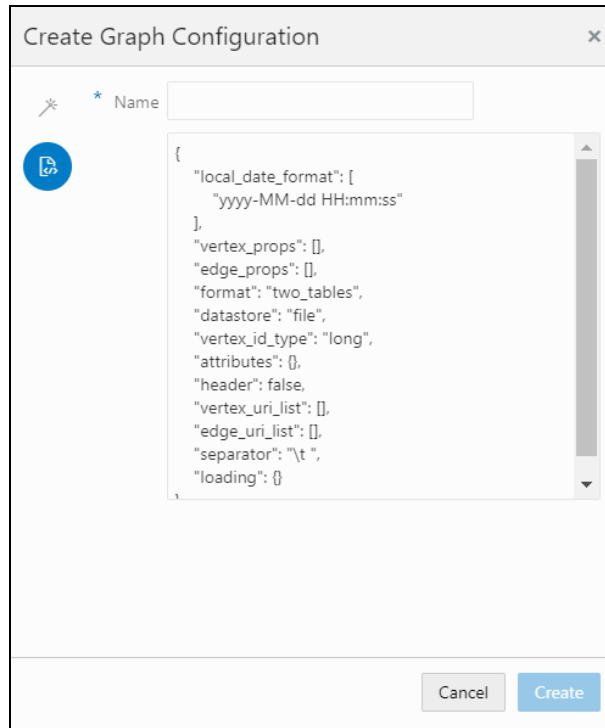 Create Graph Configuration
* Name
{
"local_date_format": [
"yyyy-MM-dd HH:mm:ss"
],
"vertex_props": [],
"edge_props": [],
"format": "two_tables",
"datastore": "file",
"vertex_id_type": "long",
"attributes": {},
"header": false,
"vertex_uri_list": [],
"edge_uri_list": [],
"separator": "\t ",
"loading": {}
}
Cancel Create